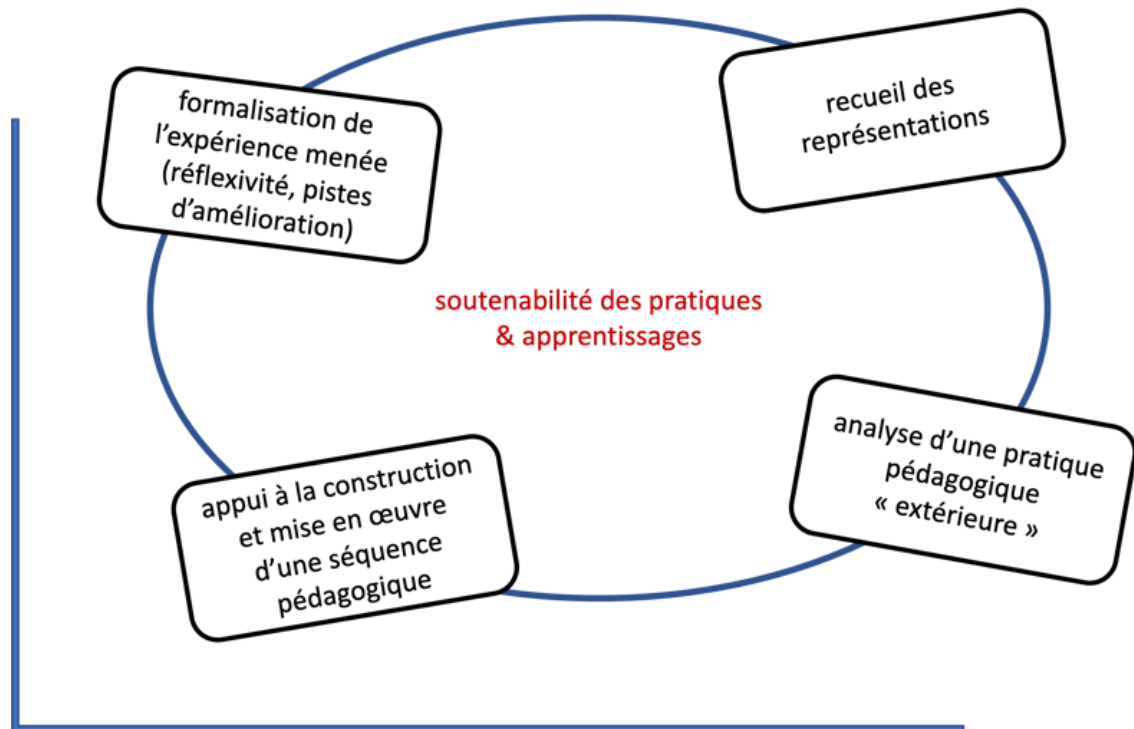 formalisation de
l’expérience menée
(réflexivité, pistes
d’amélioration)
recueil des
représentations
soutenabilité des pratiques
& apprentissages
appui à la construction
et mise en œuvre
d’une séquence
pédagogique
analyse d’une pratique
pédagogique
« extérieure »